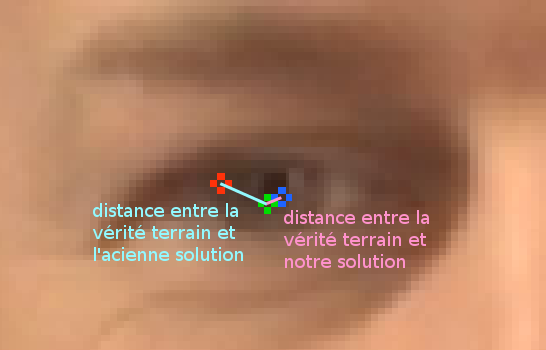 distance entre la
vérité terrain et
l'acienne solution
distance entre la
vérité terrain et
notre solution